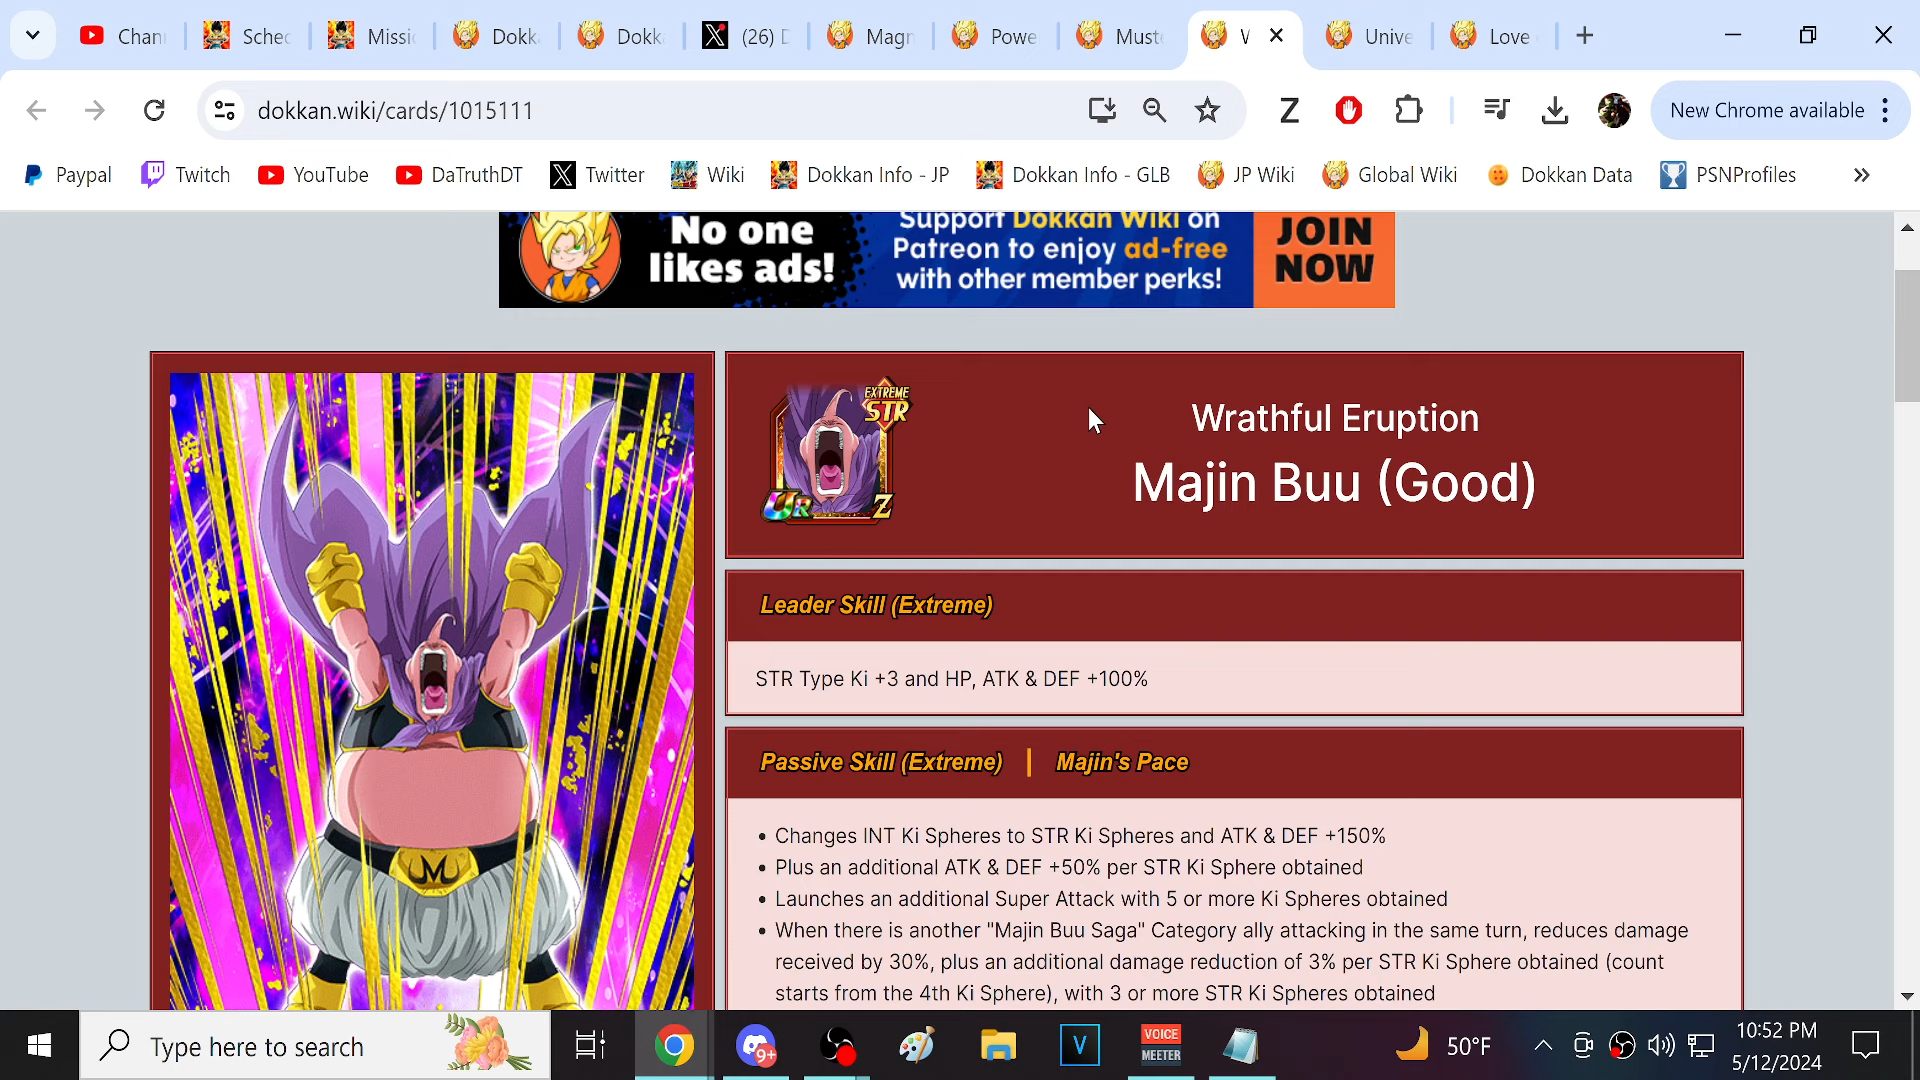 Chan
Sched
Missi
Dokk
Dokk
(26) D
Magn
Powe
Must
W
Unive
Love
dokkan.wiki/cards/1015111
Z
New Chrome available
Paypal
Twitch
YouTube
DaTruthDT
Twitter
Wiki
Dokkan Info - JP
Dokkan Info - GLB
JP Wiki
Global Wiki
Dokkan Data
PSNProfiles
No one
likes ads!
Support Dokkan Wiki on
Patreon to enjoy ad-free
with other member perks!
JOIN
NOW
EXTREME
STR
UR
Z
Wrathful Eruption
Majin Buu (Good)
Leader Skill (Extreme)
STR Type Ki +3 and HP, ATK & DEF +100%
Passive Skill (Extreme) | Majin's Pace
• Changes INT Ki Spheres to STR Ki Spheres and ATK & DEF +150%
• Plus an additional ATK & DEF +50% per STR Ki Sphere obtained
• Launches an additional Super Attack with 5 or more Ki Spheres obtained
• When there is another "Majin Buu Saga" Category ally attacking in the same turn, reduces damage
received by 30%, plus an additional damage reduction of 3% per STR Ki Sphere obtained (count
starts from the 4th Ki Sphere), with 3 or more STR Ki Spheres obtained
M
Type here to search
9+
V
VOICE
MEETER
50°F
10:52 PM
5/12/2024